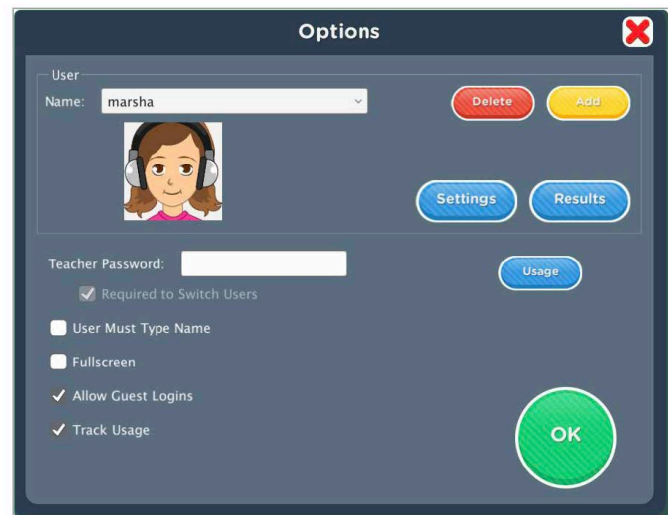 Options
User
Name: marsha Delete Add
Settings Results
Teacher Password: Usage
Required to Switch Users
User Must Type Name
Fullscreen
Allow Guest Logins
Track Usage
OK